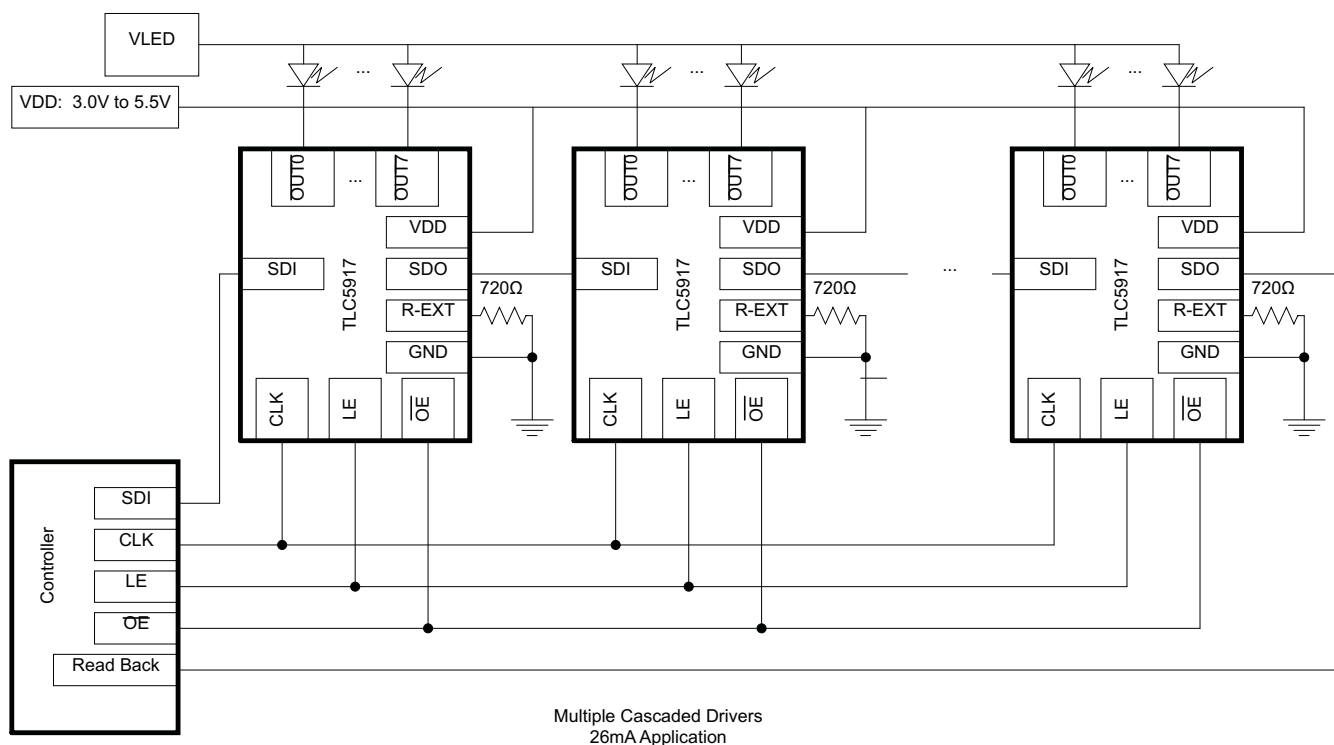 VLED
...
...
...
VDD: 3.0V to 5.5V
OUT0
...
OUT7
VDD
SDI
SDO
TLC5917
720Ω
R-EXT
GND
CLK
LE
OE
OUT0
...
OUT7
VDD
SDI
SDO
TLC5917
720Ω
R-EXT
GND
CLK
LE
OE
...
OUT0
...
OUT7
VDD
SDI
SDO
TLC5917
720Ω
R-EXT
GND
CLK
LE
OE
Controller
SDI
CLK
LE
OE
Read Back
Multiple Cascaded Drivers
26mA Application